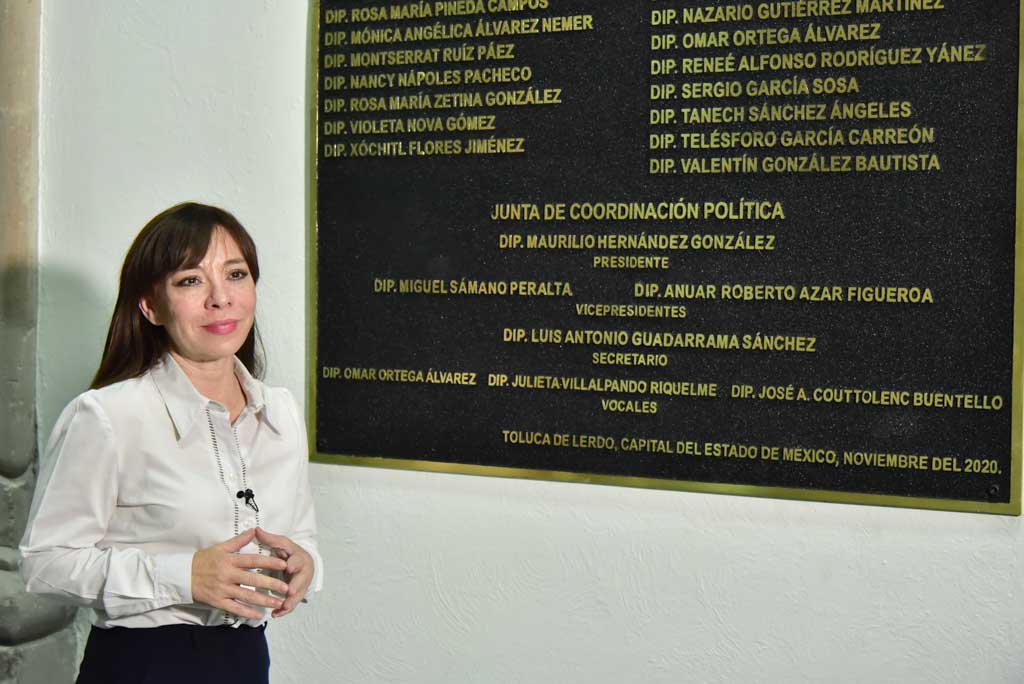 DIP. ROSA MARÍA PINEDA CAMPOS
DIP. MÓNICA ANGÉLICA ÁLVAREZ NEMER
DIP. MONTSERRAT RUÍZ PÁEZ
DIP. NANCY NÁPOLES PACHECO
DIP. ROSA MARÍA ZETINA GONZÁLEZ
DIP. VIOLETA NOVA GÓMEZ
DIP. XÓCHITL FLORES JIMÉNEZ
DIP. NAZARIO GUTIÉRREZ MARTÍNEZ
DIP. OMAR ORTEGA ÁLVAREZ
DIP. RENEÉ ALFONSO RODRÍGUEZ YÁNEZ
DIP. SERGIO GARCÍA SOSA
DIP. TANECH SÁNCHEZ ÁNGELES
DIP. TELÉSFORO GARCÍA CARREÓN
DIP. VALENTÍN GONZÁLEZ BAUTISTA
JUNTA DE COORDINACIÓN POLÍTICA
DIP. MAURILIO HERNÁNDEZ GONZÁLEZ
PRESIDENTE
DIP. MIGUEL SÁMANO PERALTA DIP. ANUAR ROBERTO AZAR FIGUEROA
VICEPRESIDENTES
DIP. LUIS ANTONIO GUADARRAMA SÁNCHEZ
SECRETARIO
DIP. OMAR ORTEGA ÁLVAREZ DIP. JULIETA VILLALPANDO RIQUELME DIP. JOSÉ A. COUTTOLENC BUENTELLO
VOCALES
TOLUCA DE LERDO, CAPITAL DEL ESTADO DE MÉXICO, NOVIEMBRE DEL 2020.